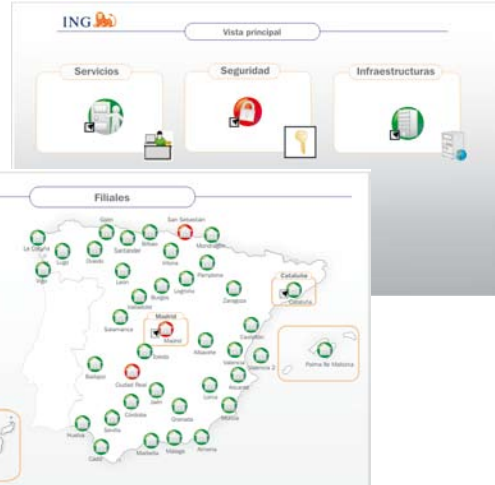 ING
Vista principal
Servicios
Seguridad
Infraestructuras
Filiales
Gijón
San Sebastian
La Coruña
Lugo
Oviedo
Santander
Bilbao
Mondragón
Vigo
León
Vitoria
Pamplona
Cataluña
Burgos
Logroño
Zaragoza
Cataluña
Valladolid
Salamanca
Madrid
Madrid
Castellón
Toledo
Albacete
Valencia
Valencia 2
Palma de Mallorca
Badajoz
Ciudad Real
Alicante
Jaén
Lorca
Córdoba
Granada
Murcia
Huelva
Sevilla
Cádiz
Marbella
Málaga
Almería